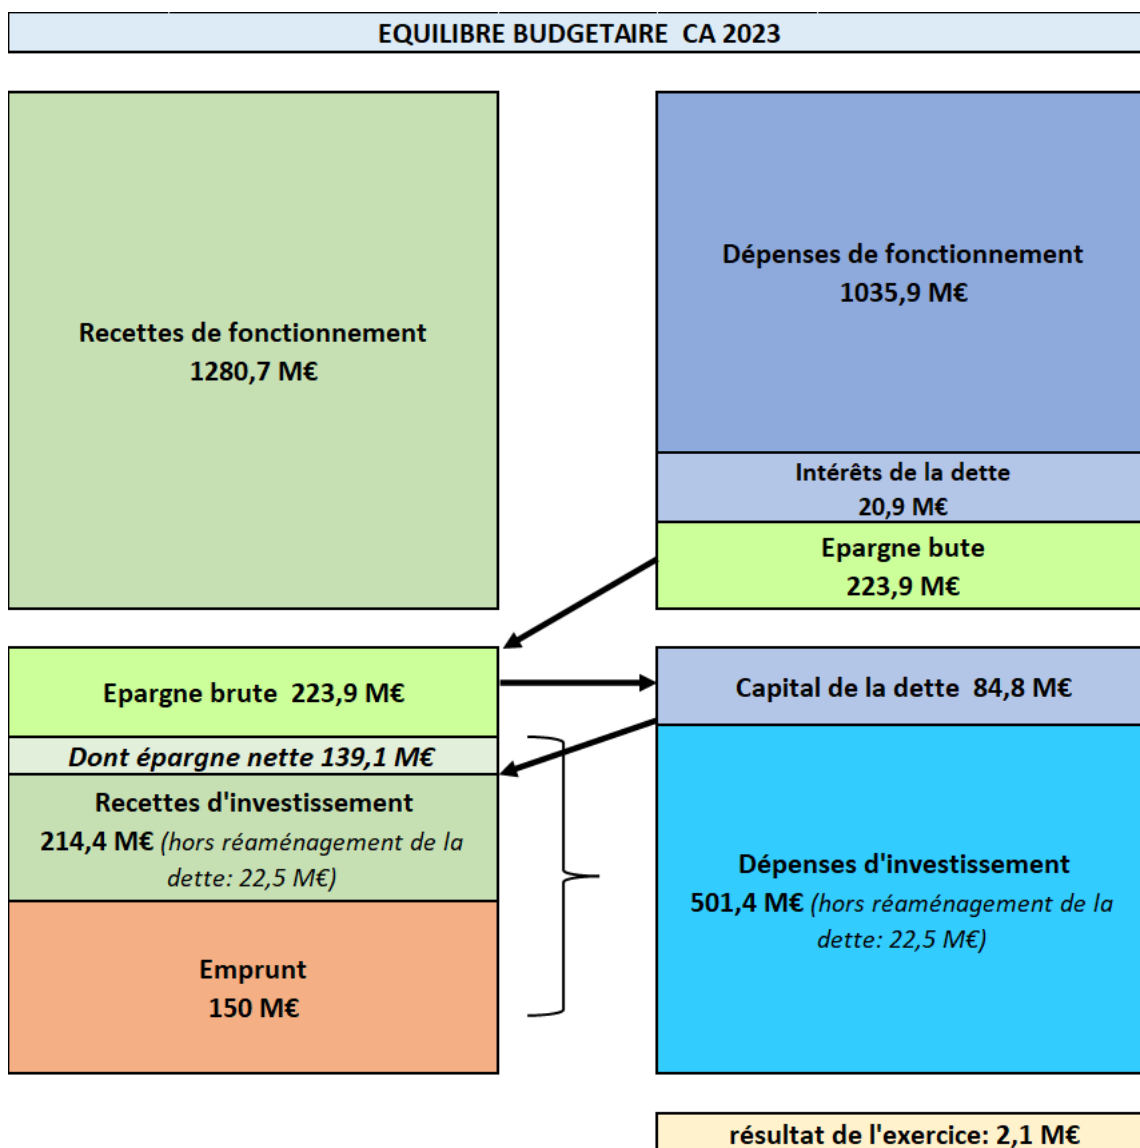 EQUILIBRE BUDGETAIRE CA 2023
Recettes de fonctionnement
1280,7 M€
Dépenses de fonctionnement
1035,9 M€
Intérêts de la dette
20,9 M€
Epargne bute
223,9 M€
Epargne brute 223,9 M€
Dont épargne nette 139,1 M€
Recettes d'investissement
214,4 M€ (hors réaménagement de la
dette: 22,5 M€)
Emprunt
150 M€
Capital de la dette 84,8 M€
Dépenses d'investissement
501,4 M€ (hors réaménagement de la
dette: 22,5 M€)
résultat de l'exercice: 2,1 M€